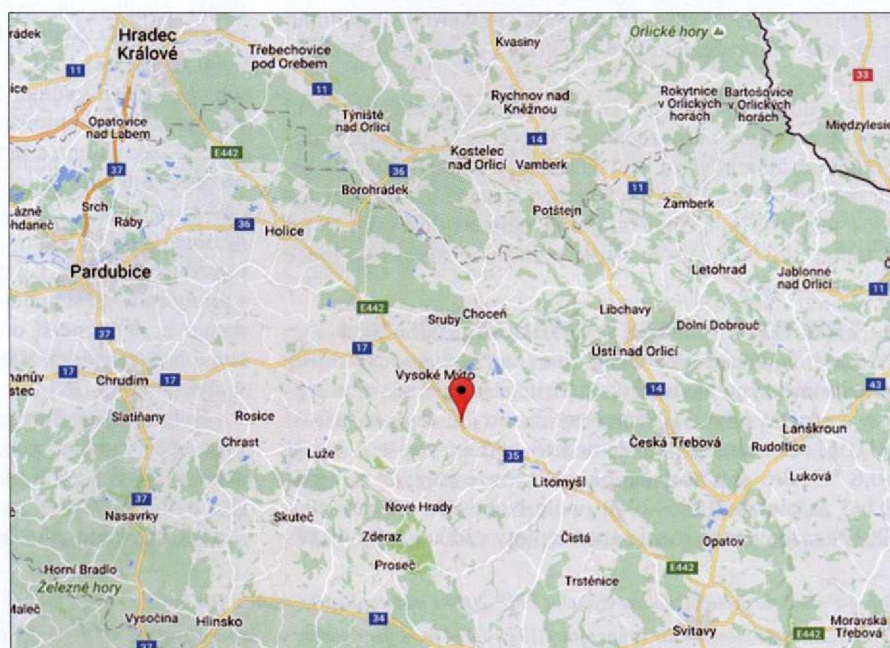 Hradec
Králové
Třebechovice
pod Orebem
Kvasiny
Orlické hory
11
11
33
Rychnov nad
Kněžnou
Rokytnice
v Orlických
horách
Bartošovice
v Orlických
horách
Opatovice
nad Labem
Týniště
nad Orlicí
Międzylesie
14
E442
Kostelec
nad Orlicí
Vamberk
37
36
Borohrádek
11
Srch
Ráby
36
Holice
Potštejn
Žamberk
Pardubice
Letohrad
Jablonné
nad Orlicí
11
E442
Sruby
Choceň
Libchavy
Dolní Dobrouč
37
17
Ústí nad Orlicí
17
Chrudim
17
Vysoké Mýto
14
43
Slatiňany
Rosice
Chrast
Luže
35
Česká Třebová
Lanškroun
Rudoltice
Litomyšl
Luková
37
Nasavrky
Skuteč
Nové Hrady
Zderaz
Proseč
Čistá
Opatov
E442
Horní Bradlo
Železné hory
Trstěnice
Vysočina
Hlinsko
34
Svitavy
E442
Moravská
Třebová
37